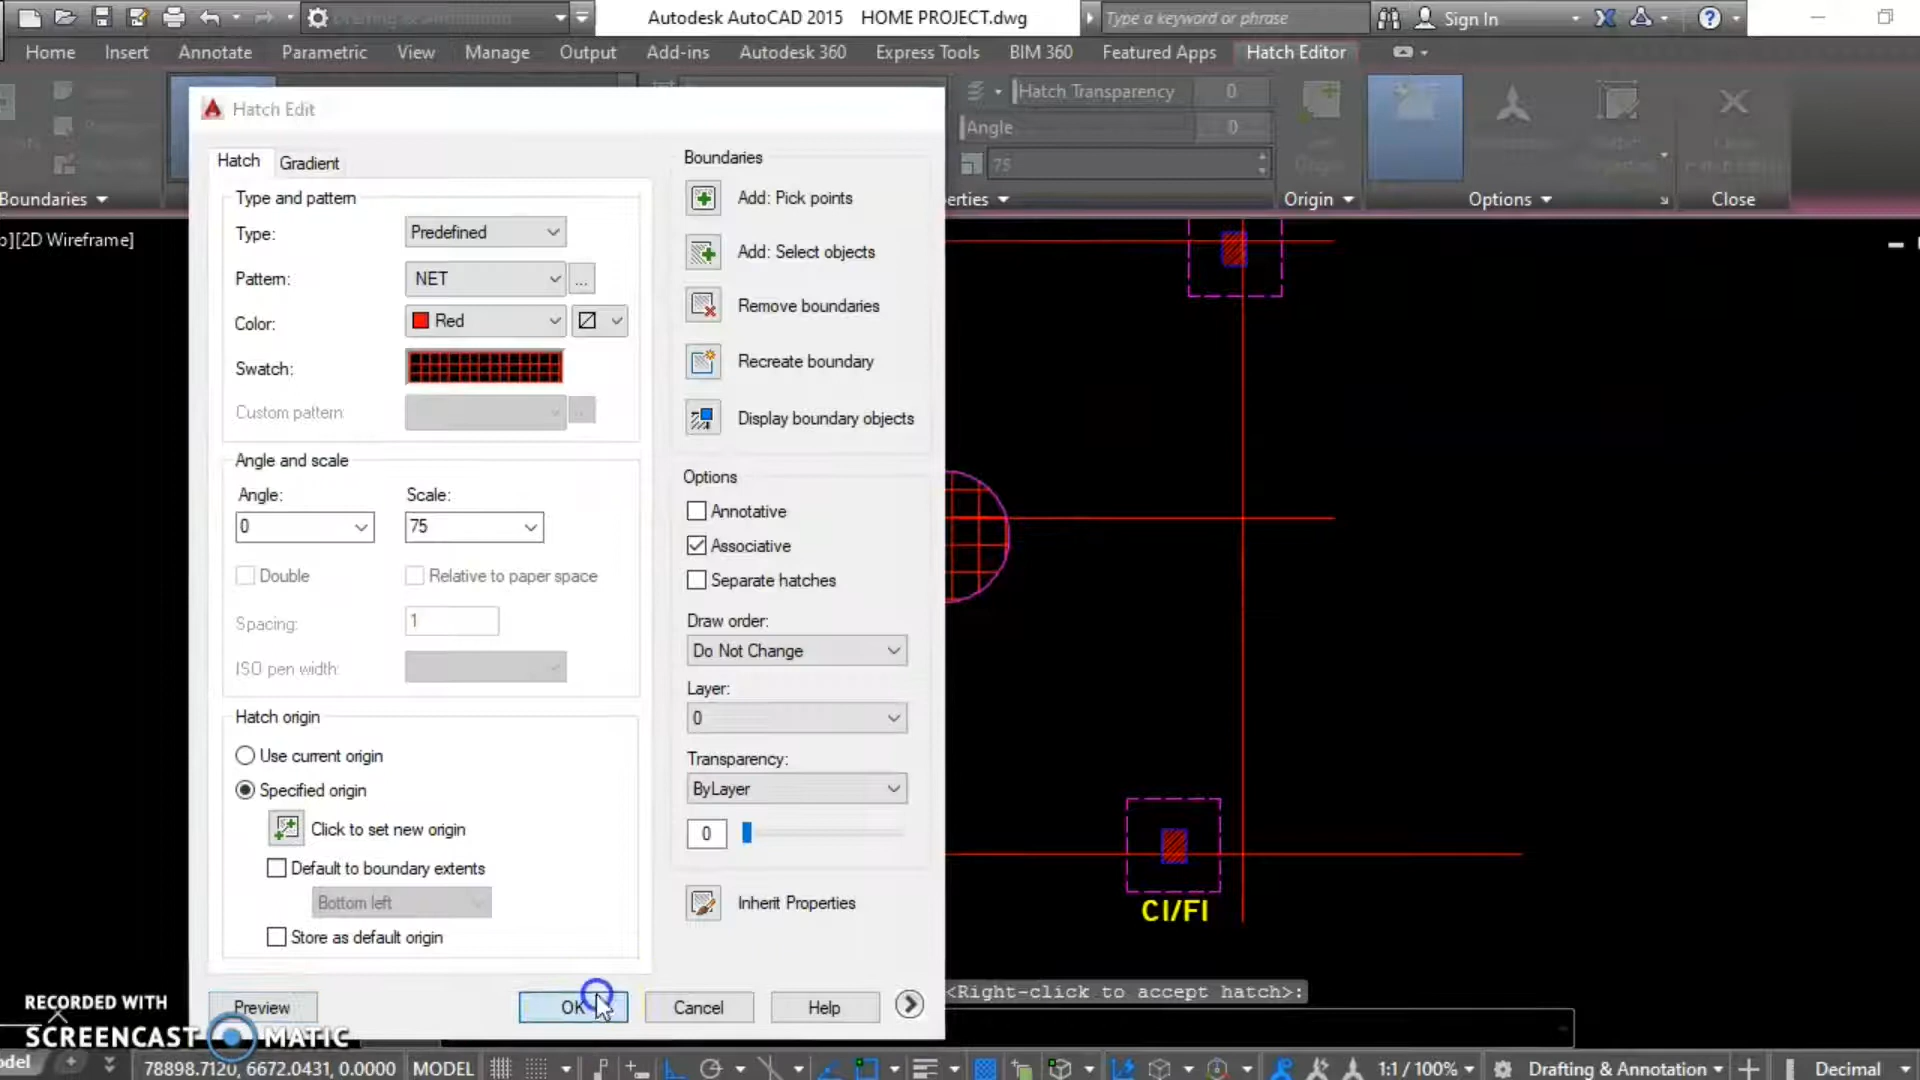 Autodesk AutoCAD 2015 HOME PROJECT.dwg
Type a keyword or phrase
Sign In
Home Insert Annotate Parametric View Manage Output Add-ins Autodesk 360 Express Tools BIM 360 Featured Apps Hatch Editor
Hatch Transparency 0
Angle 0
75
Boundaries
erties
Origin
Options
Close
Hatch Edit
Hatch
Gradient
Type and pattern
Type: Predefined
Pattern: NET ...
Color: Red
Swatch:
Custom pattern:
Angle and scale
Angle: Scale:
0 75
Double Relative to paper space
Spacing: 1
ISO pen width:
Hatch origin
Use current origin
Specified origin
Click to set new origin
Default to boundary extents
Bottom left
Store as default origin
Boundaries
Add: Pick points
Add: Select objects
Remove boundaries
Recreate boundary
Display boundary objects
Options
Annotative
Associative
Separate hatches
Draw order:
Do Not Change
Layer:
0
Transparency:
ByLayer
0
Inherit Properties
Preview OK Cancel Help
][2D Wireframe]
CI/FI
<Right-click to accept hatch>:
RECORDED WITH
SCREENCAST MATIC
odel 78898.7120, 6672.0431, 0.0000 MODEL 1:1 / 100% Drafting & Annotation Decimal